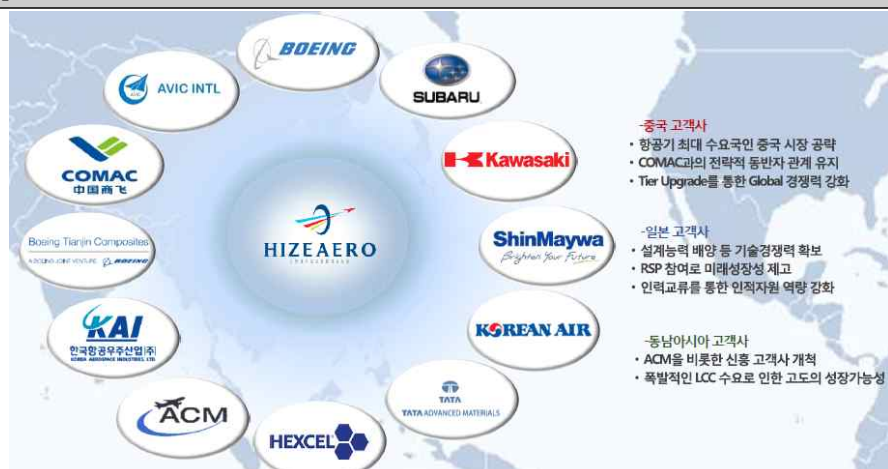 BOEING
AVIC INTL
SUBARU
COMAC
中国商飞
Kawasaki
Boeing Tianjin Composites
A BOEING JOINT VENTURE BOEING
HIZEAERO
ShinMaywa
Brighten Your Future
KAI
한국항공우주산업(주)
KOREA AEROSPACE INDUSTRIES, LTD.
KOREAN AIR
ACM
TATA
TATA ADVANCED MATERIALS
HEXCEL
-중국 고객사
• 항공기 최대 수요국인 중국 시장 공략
• COMAC과의 전략적 동반자 관계 유지
• Tier Upgrade를 통한 Global 경쟁력 강화
-일본 고객사
• 설계능력 배양 등 기술경쟁력 확보
• RSP 참여로 미래성장성 제고
• 인력교류를 통한 인적자원 역량 강화
-동남아시아 고객사
• ACM을 비롯한 신흥 고객사 개척
• 폭발적인 LCC 수요로 인한 고도의 성장가능성